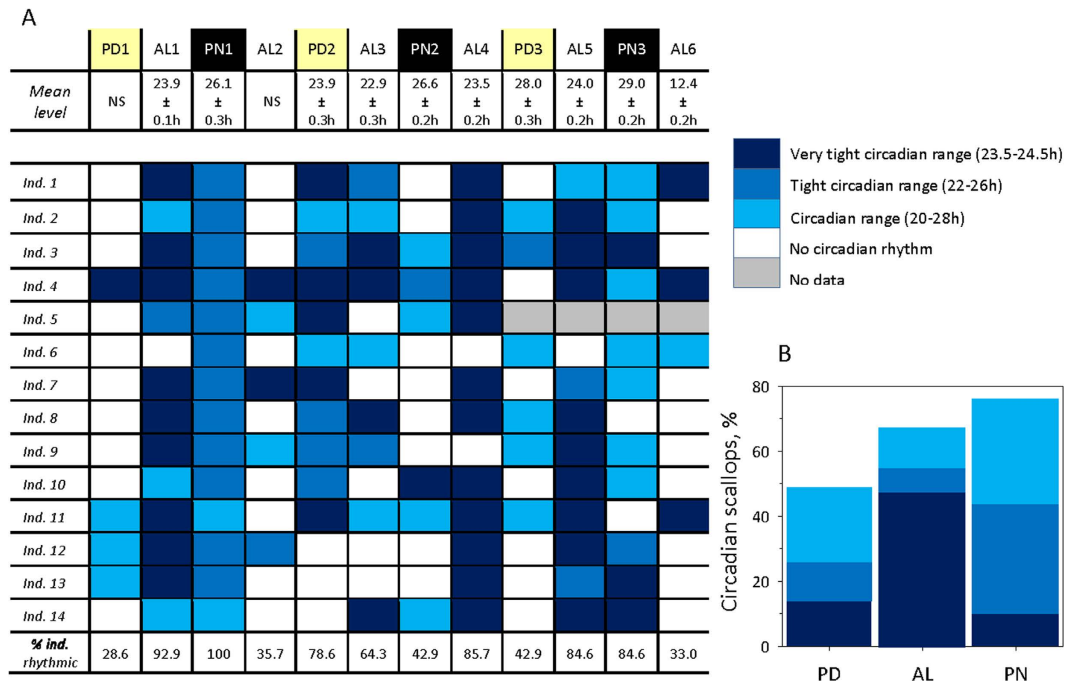 A
PD1 AL1 PN1 AL2 PD2 AL3 PN2 AL4 PD3 AL5 PN3 AL6
Mean level NS 23.9 ± 0.1h 26.1 ± 0.3h NS 23.9 ± 0.3h 22.9 ± 0.3h 26.6 ± 0.2h 23.5 ± 0.2h 28.0 ± 0.3h 24.0 ± 0.2h 29.0 ± 0.2h 12.4 ± 0.2h
Ind. 1
Ind. 2
Ind. 3
Ind. 4
Ind. 5
Ind. 6
Ind. 7
Ind. 8
Ind. 9
Ind. 10
Ind. 11
Ind. 12
Ind. 13
Ind. 14
% ind. rhythmic 28.6 92.9 100 35.7 78.6 64.3 42.9 85.7 42.9 84.6 84.6 33.0
Very tight circadian range (23.5-24.5h)
Tight circadian range (22-26h)
Circadian range (20-28h)
No circadian rhythm
No data
B
Circadian scallops, %
80
60
40
20
0
PD AL PN